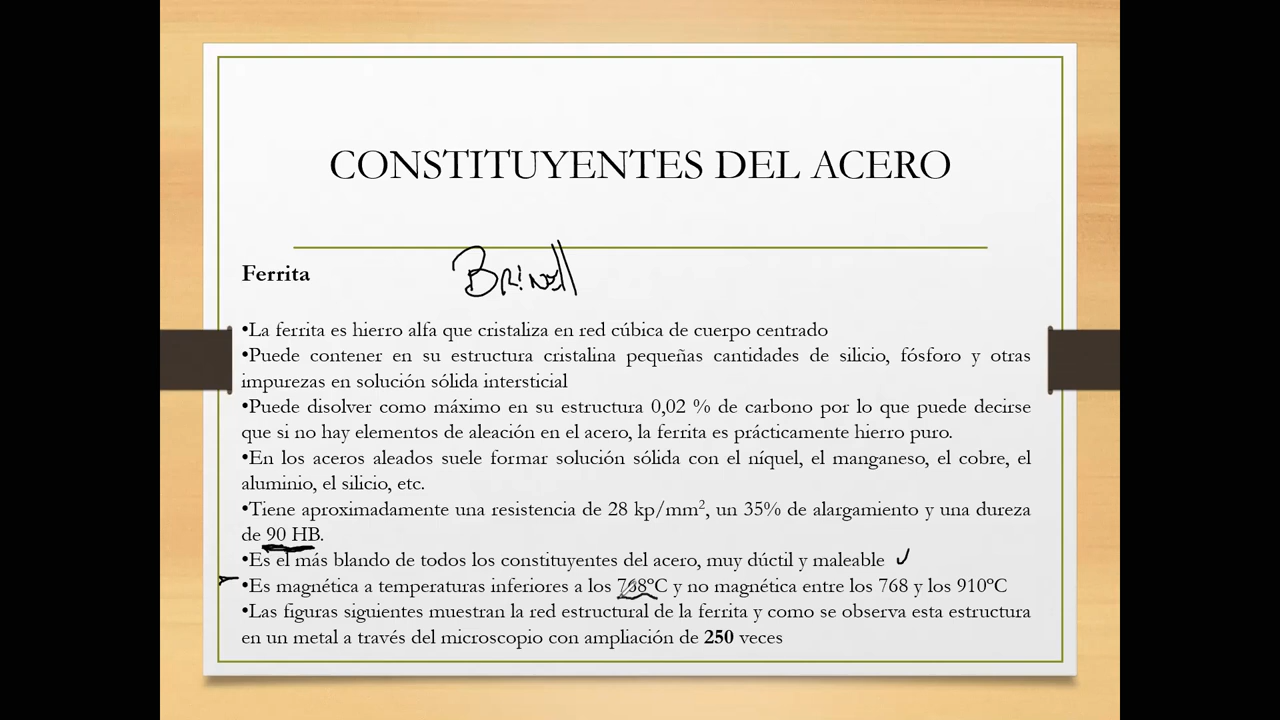 CONSTITUYENTES DEL ACERO
Brinell
Ferrita
•La ferrita es hierro alfa que cristaliza en red cúbica de cuerpo centrado
•Puede contener en su estructura cristalina pequeñas cantidades de silicio, fósforo y otras
impurezas en solución sólida intersticial
•Puede disolver como máximo en su estructura 0,02 % de carbono por lo que puede decirse
que si no hay elementos de aleación en el acero, la ferrita es prácticamente hierro puro.
•En los aceros aleados suele formar solución sólida con el níquel, el manganeso, el cobre, el
aluminio, el silicio, etc.
•Tiene aproximadamente una resistencia de 28 kp/mm², un 35% de alargamiento y una dureza
de 90 HB.
•Es el más blando de todos los constituyentes del acero, muy dúctil y maleable
•Es magnética a temperaturas inferiores a los 768ºC y no magnética entre los 768 y los 910ºC
•Las figuras siguientes muestran la red estructural de la ferrita y como se observa esta estructura
en un metal a través del microscopio con ampliación de 250 veces